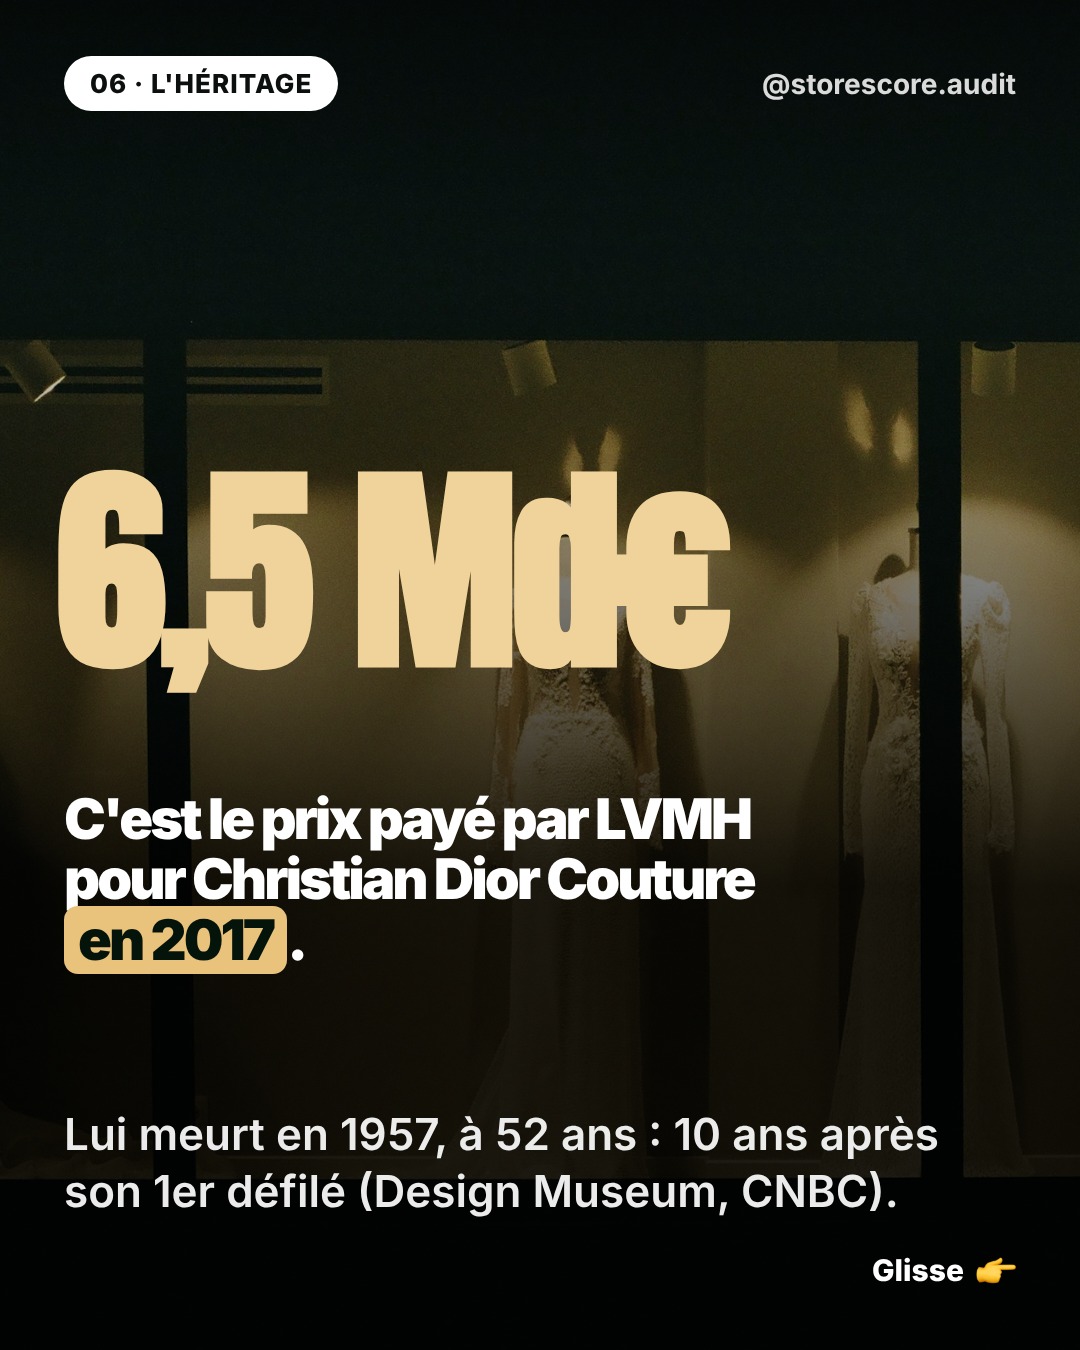 06 · L'HÉRITAGE
@storescore.audit
6,5 Md€
C'est le prix payé par LVMH
pour Christian Dior Couture
en 2017.
Lui meurt en 1957, à 52 ans : 10 ans après
son 1er défilé (Design Museum, CNBC).
Glisse 👉